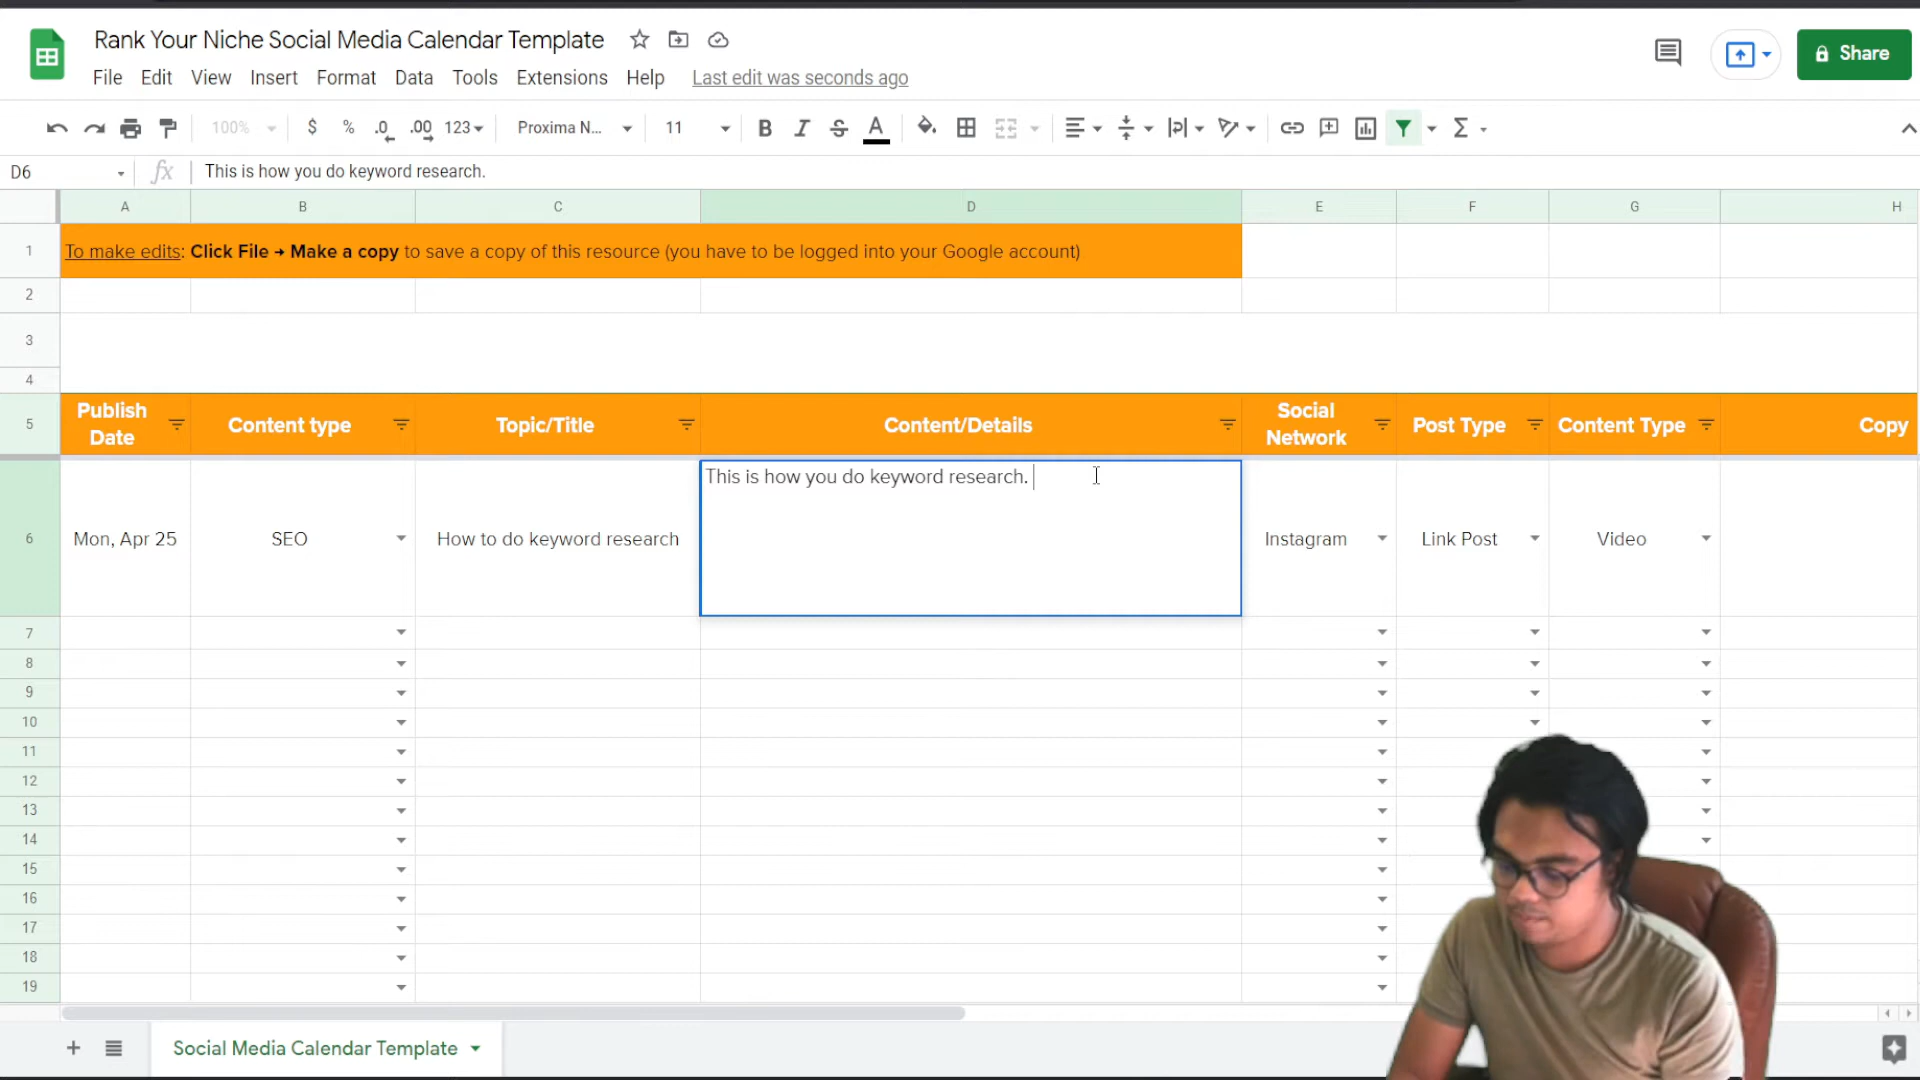 Rank Your Niche Social Media Calendar Template
File Edit View Insert Format Data Tools Extensions Help Last edit was seconds ago
Share
100% $ % .0 .00 123 Proxima N... 11
D6 fx This is how you do keyword research.
A B C D E F G H
1 To make edits: Click File → Make a copy to save a copy of this resource (you have to be logged into your Google account)
2
3
4
5 Publish Date Content type Topic/Title Content/Details Social Network Post Type Content Type Copy
6 Mon, Apr 25 SEO How to do keyword research This is how you do keyword research. Instagram Link Post Video
7
8
9
10
11
12
13
14
15
16
17
18
19
Social Media Calendar Template